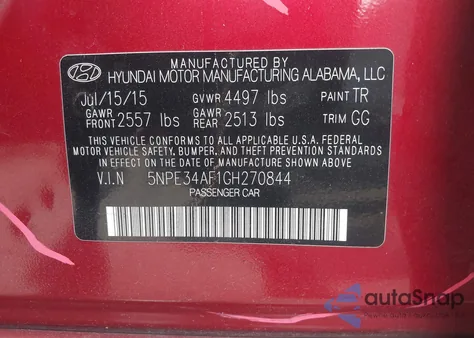 MANUFACTURED BY
HYUNDAI MOTOR MANUFACTURING ALABAMA, LLC
Jul/15/15 GVWR 4497 lbs PAINT TR
GAWR FRONT 2557 lbs GAWR REAR 2513 lbs TRIM GG
THIS VEHICLE CONFORMS TO ALL APPLICABLE U.S.A FEDERAL
MOTOR VEHICLE SAFETY, BUMPER, AND THEFT PREVENTION STANDARDS
IN EFFECT ON THE DATE OF MANUFACTURE SHOWN ABOVE.
V.I.N 5NPE34AF1GH270844
PASSENGER CAR
autoSnap